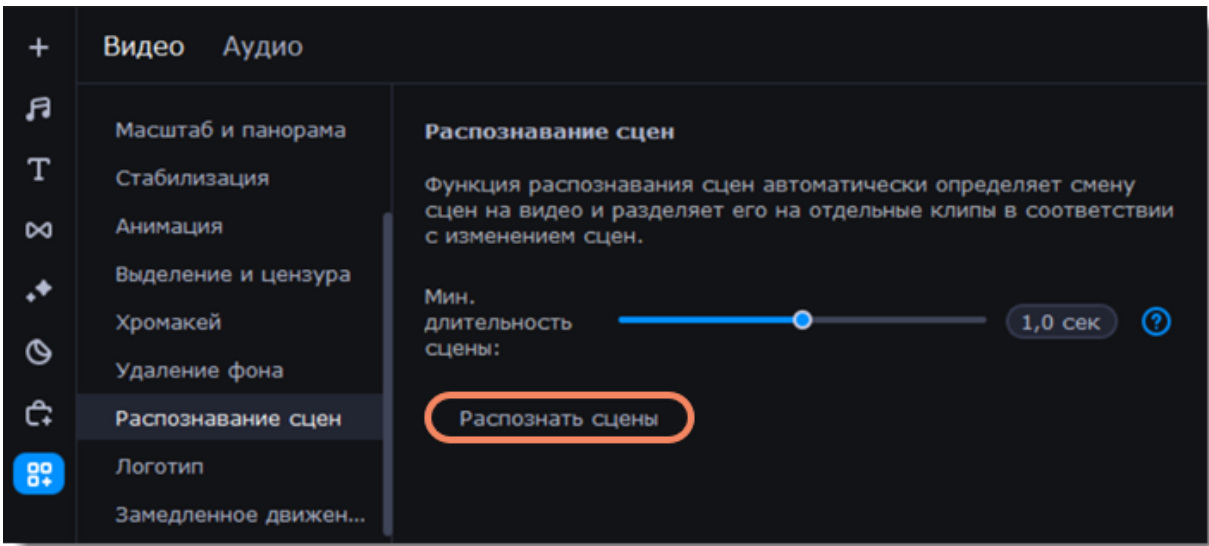 Видео Аудио
Масштаб и панорама
Стабилизация
Анимация
Выделение и цензура
Хромакей
Удаление фона
Распознавание сцен
Логотип
Замедленное движен...
Распознавание сцен
Функция распознавания сцен автоматически определяет смену
сцен на видео и разделяет его на отдельные клипы в соответствии
с изменением сцен.
Мин.
длительность
сцены:
1,0 сек
Распознать сцены